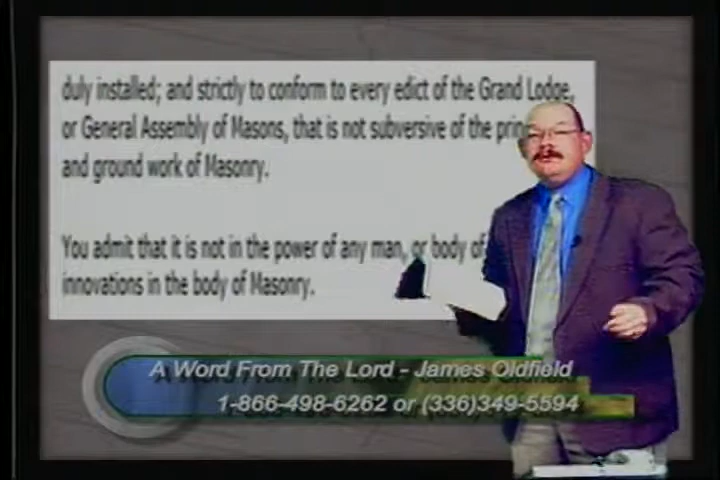 duly installed; and strictly to conform to every edict of the Grand Lodge,
or General Assembly of Masons, that is not subversive of the
and ground work of Masonry.
You admit that it is not in the power of any man, or body of
innovations in the body of Masonry.
A Word From The Lord - James Oldfield
1-866-498-6262 or (336)349-5594